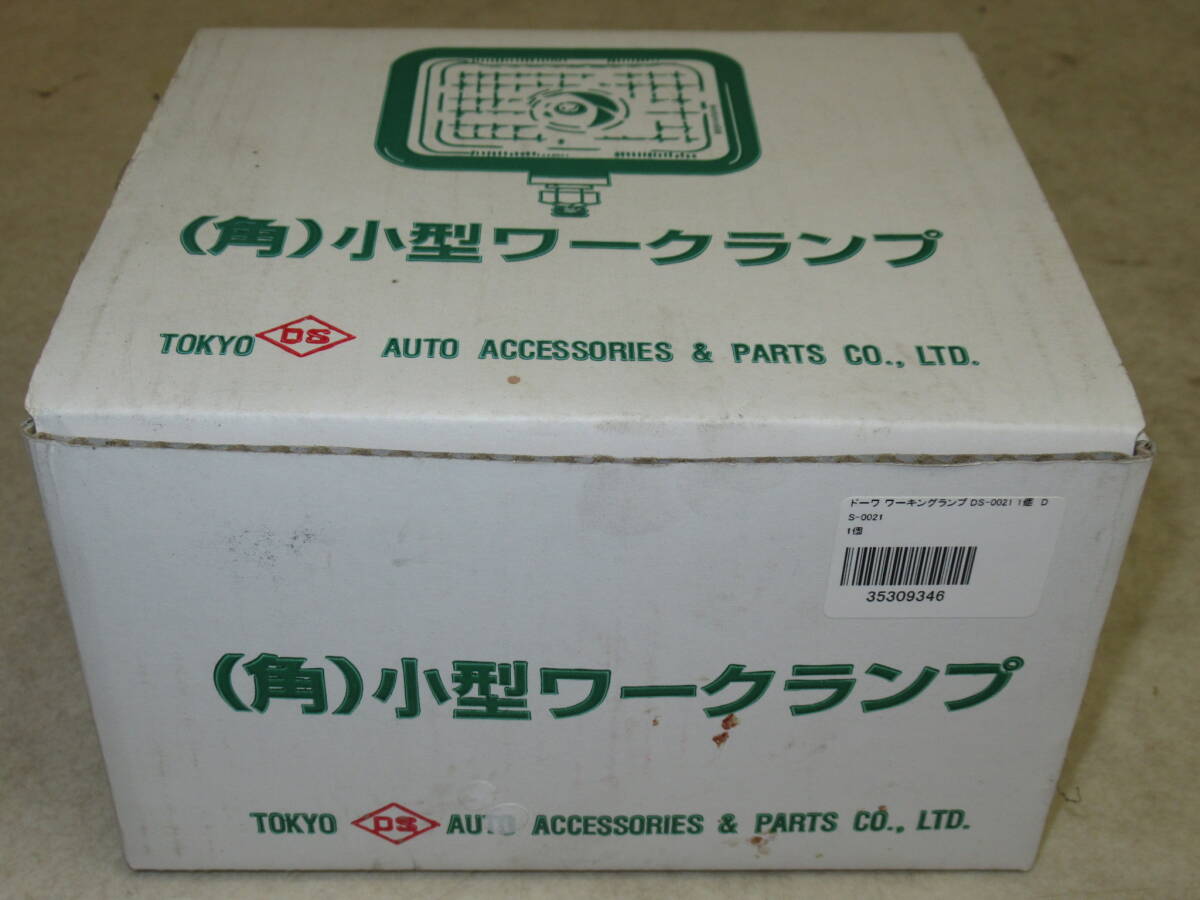 (角)小型ワークランプ
TOKYO DS AUTO ACCESSORIES & PARTS CO., LTD.
ドーワ ワーキングランプ DS-0021 1個 D
S-0021
1個
35309346
(角)小型ワークランプ
TOKYO DS AUTO ACCESSORIES & PARTS CO., LTD.